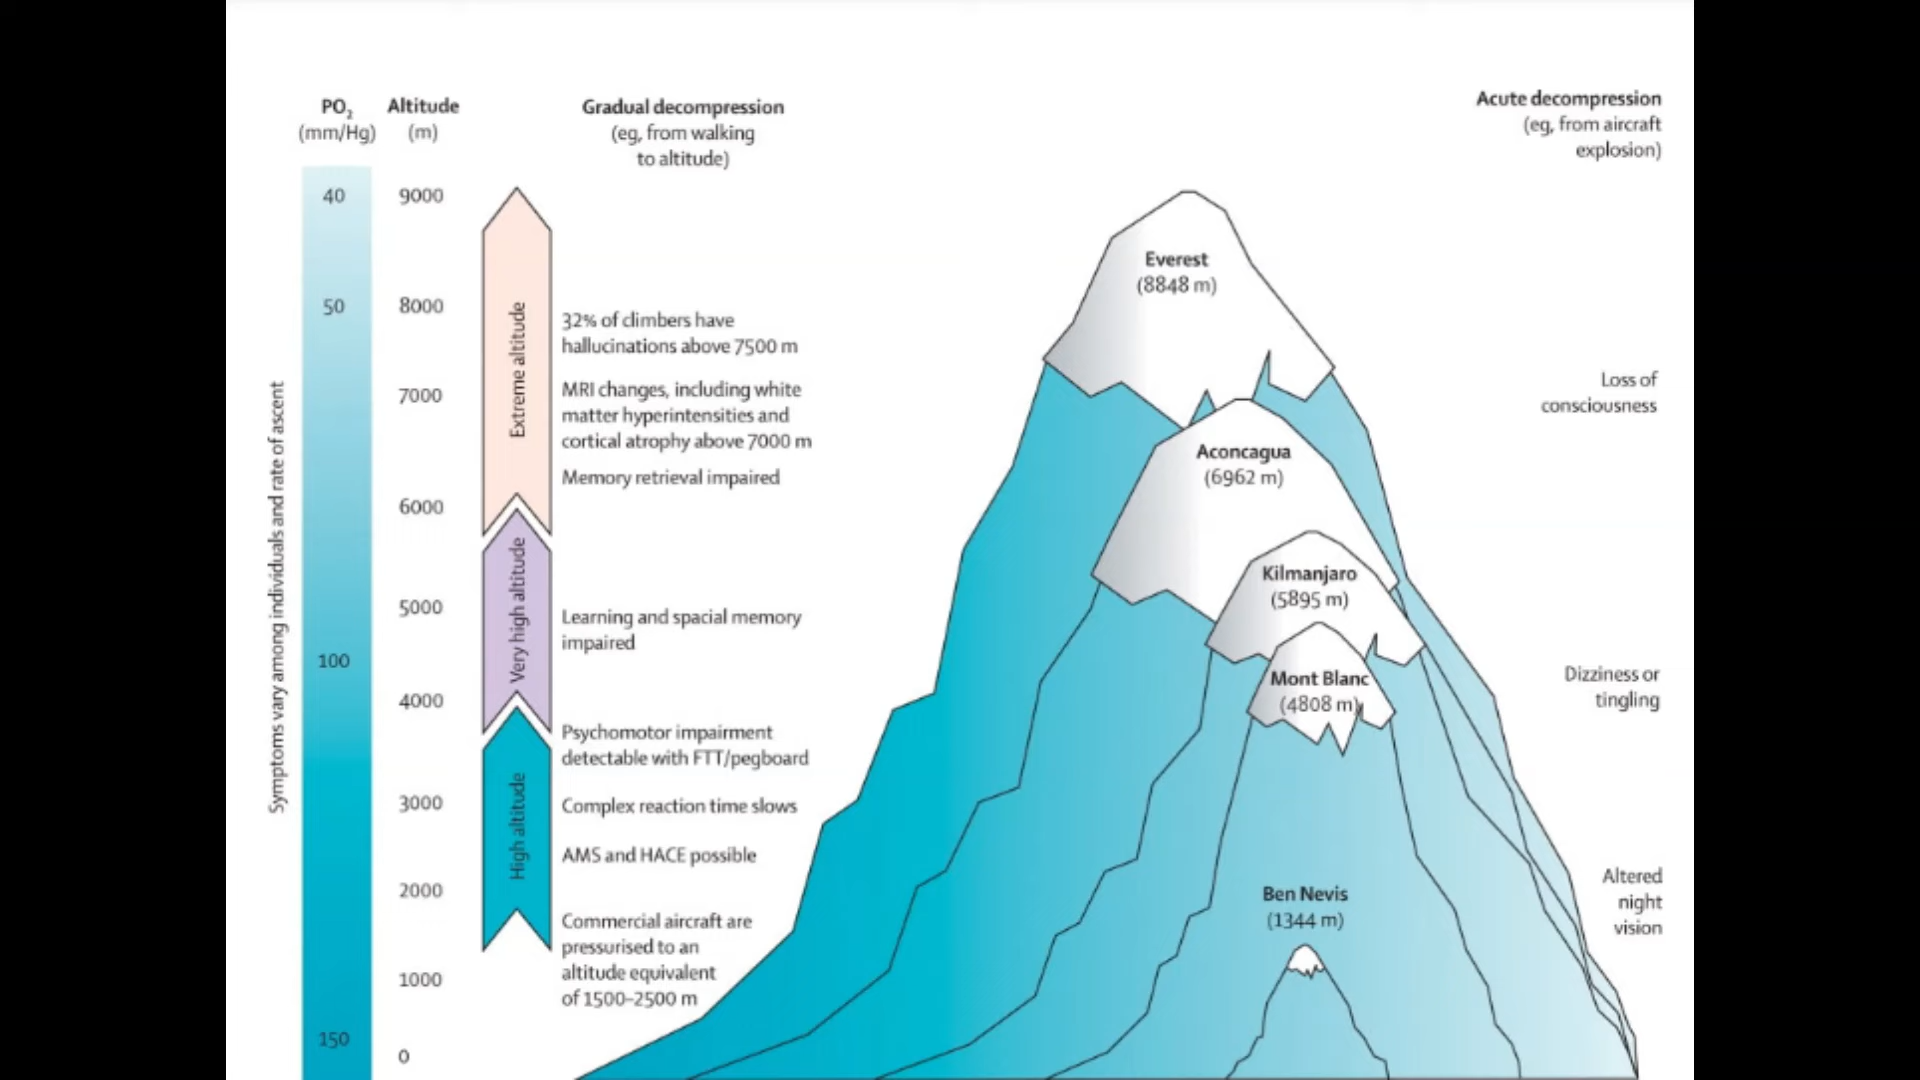 PO2
(mm/Hg)
Altitude
(m)
Gradual decompression
(eg, from walking
to altitude)
Acute decompression
(eg, from aircraft
explosion)
Symptoms vary among individuals and rate of ascent
40
50
100
150
9000
8000
7000
6000
5000
4000
3000
2000
1000
0
Extreme altitude
Very high altitude
High altitude
32% of climbers have
hallucinations above 7500 m
MRI changes, including white
matter hyperintensities and
cortical atrophy above 7000 m
Memory retrieval impaired
Learning and spacial memory
impaired
Psychomotor impairment
detectable with FTT/pegboard
Complex reaction time slows
AMS and HACE possible
Commercial aircraft are
pressurised to an
altitude equivalent
of 1500–2500 m
Everest
(8848 m)
Aconcagua
(6962 m)
Kilmanjaro
(5895 m)
Mont Blanc
(4808 m)
Ben Nevis
(1344 m)
Loss of
consciousness
Dizziness or
tingling
Altered
night
vision